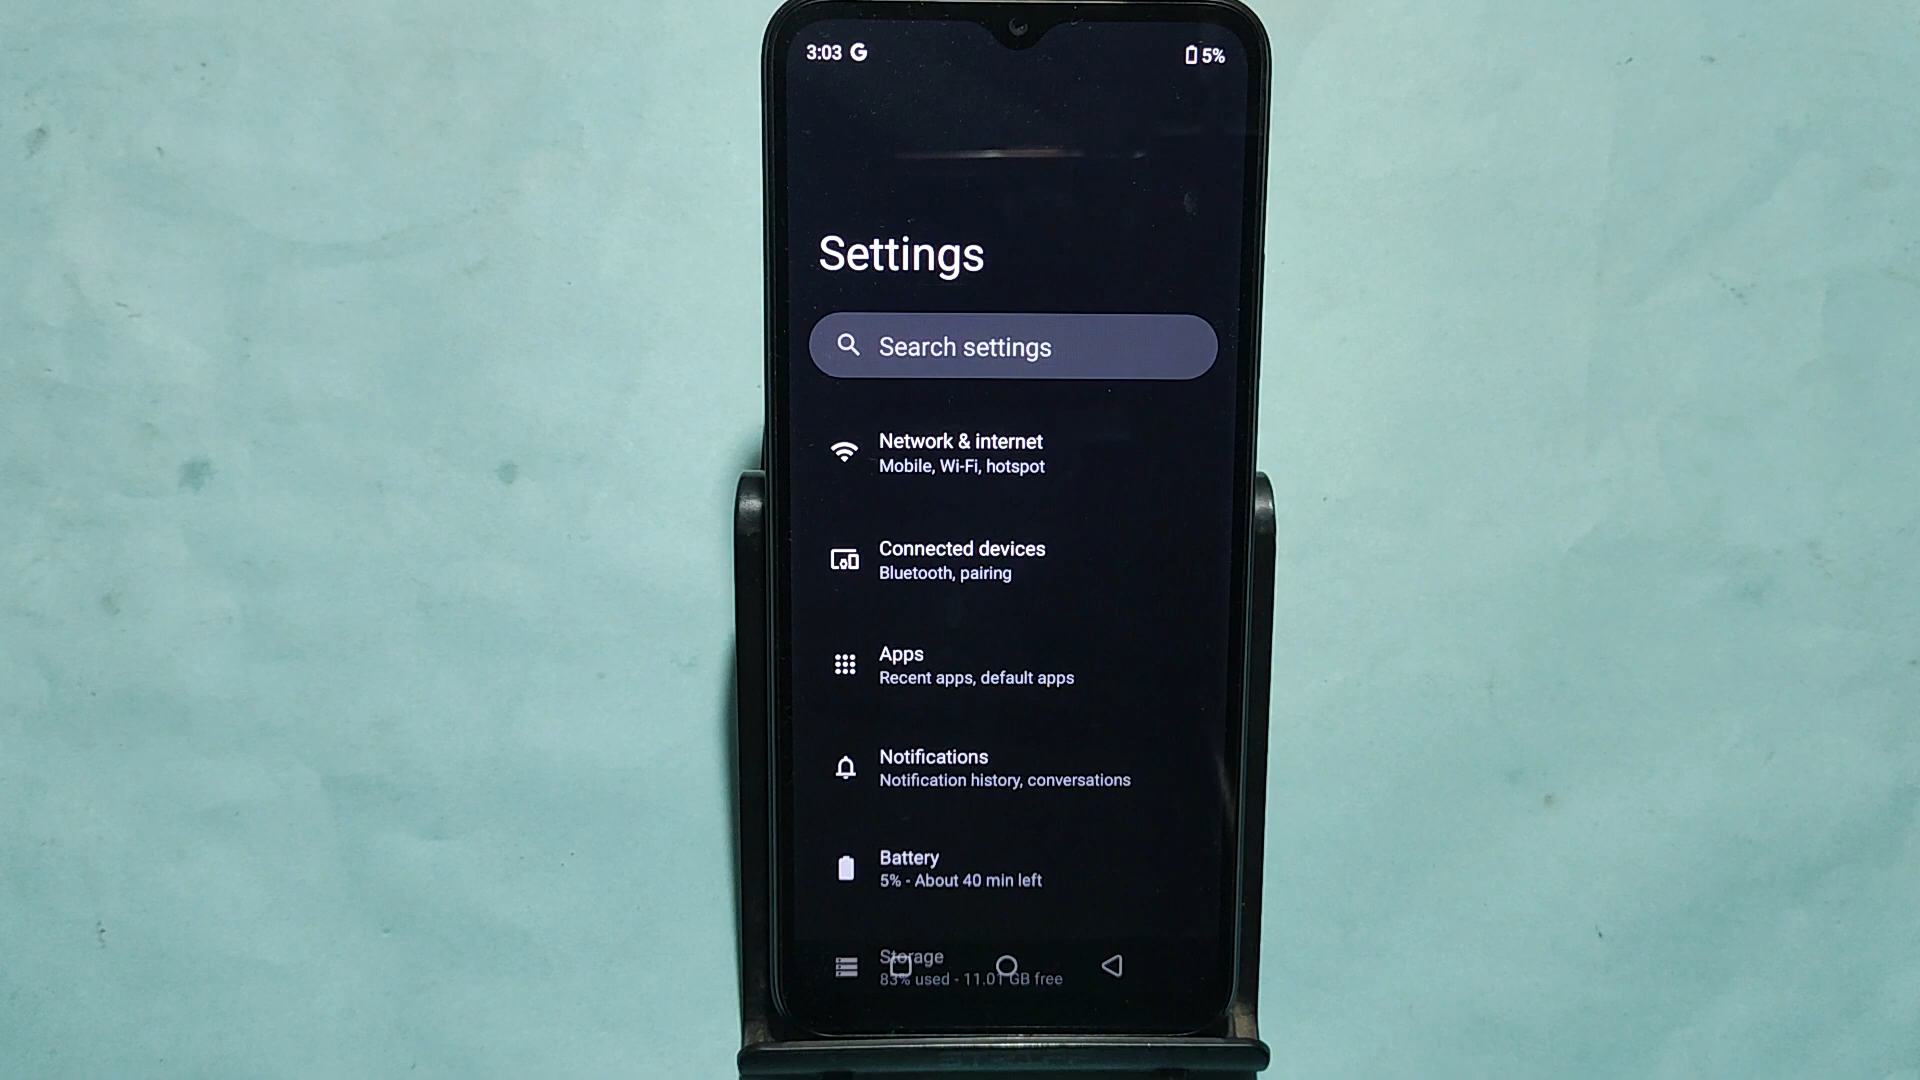 3:03 G
5%
Settings
Search settings
Network & internet
Mobile, Wi-Fi, hotspot
Connected devices
Bluetooth, pairing
Apps
Recent apps, default apps
Notifications
Notification history, conversations
Battery
5% - About 40 min left
Storage
83% used - 11.01 GB free